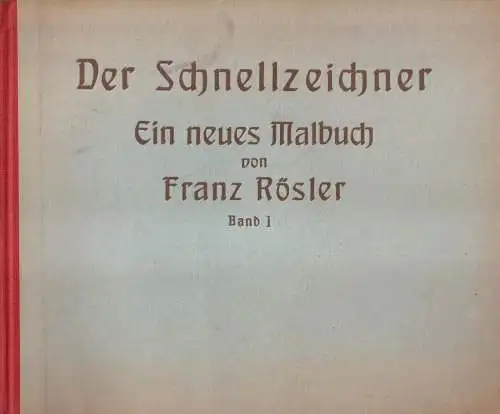 Der Schnellzeichner
Ein neues Malbuch
von
Franz Rösler
Band I